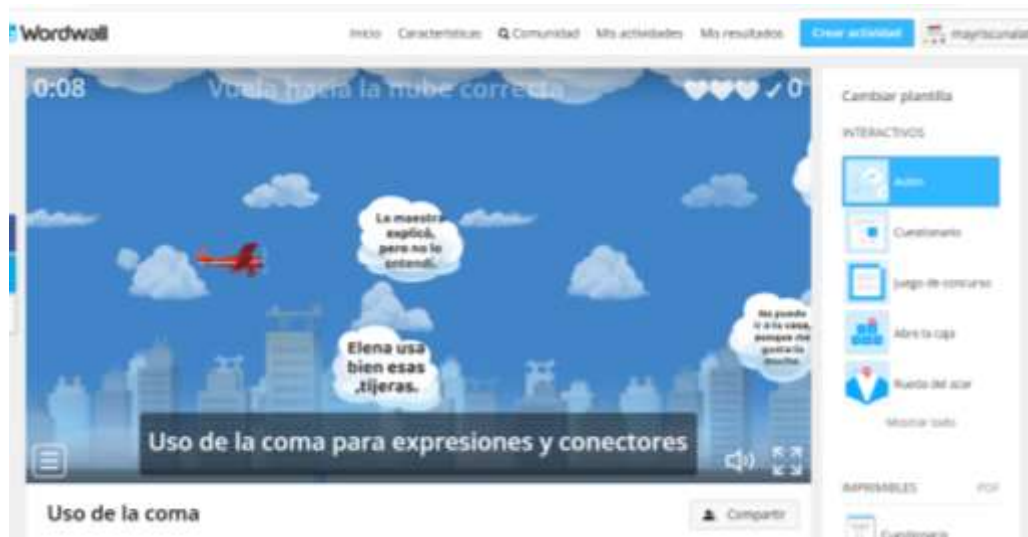 Wordwall
Inicio Características Comunidad Mis actividades Mis resultados Crear actividad
0:08 Vuela hacia la nube correcta 0
La maestra
explicó,
pero no lo
entendí.
Elena usa
bien esas
,tijeras.
No puedo
ir a tu casa,
porque me
gusta
mucho.
Uso de la coma para expresiones y conectores
Uso de la coma
Compartir
Cambiar plantilla
INTERACTIVOS
Avión
Cuestionario
Juego de concurso
Abre la caja
Rueda del azar
Mostrar todo
IMPRIMIBLES PDF
Cuestionario